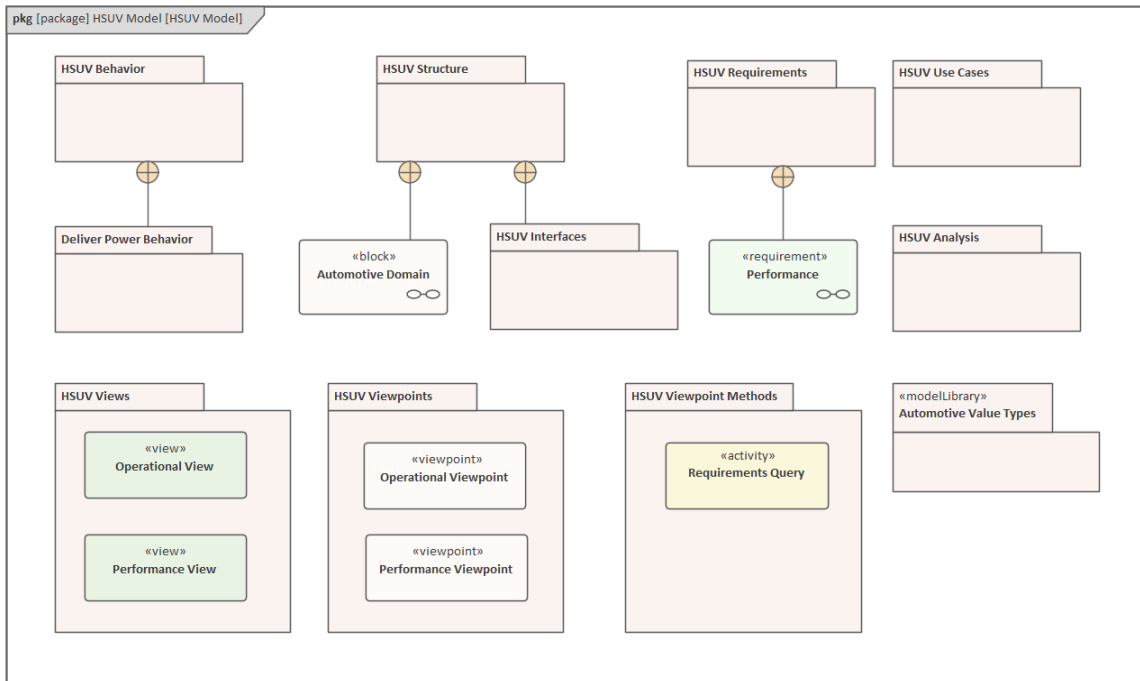 pkg [package] HSUV Model [HSUV Model]
HSUV Behavior
HSUV Structure
HSUV Requirements
HSUV Use Cases
Deliver Power Behavior
«block»
Automotive Domain
HSUV Interfaces
«requirement»
Performance
HSUV Analysis
HSUV Views
«view»
Operational View
«view»
Performance View
HSUV Viewpoints
«viewpoint»
Operational Viewpoint
«viewpoint»
Performance Viewpoint
HSUV Viewpoint Methods
«activity»
Requirements Query
«modelLibrary»
Automotive Value Types